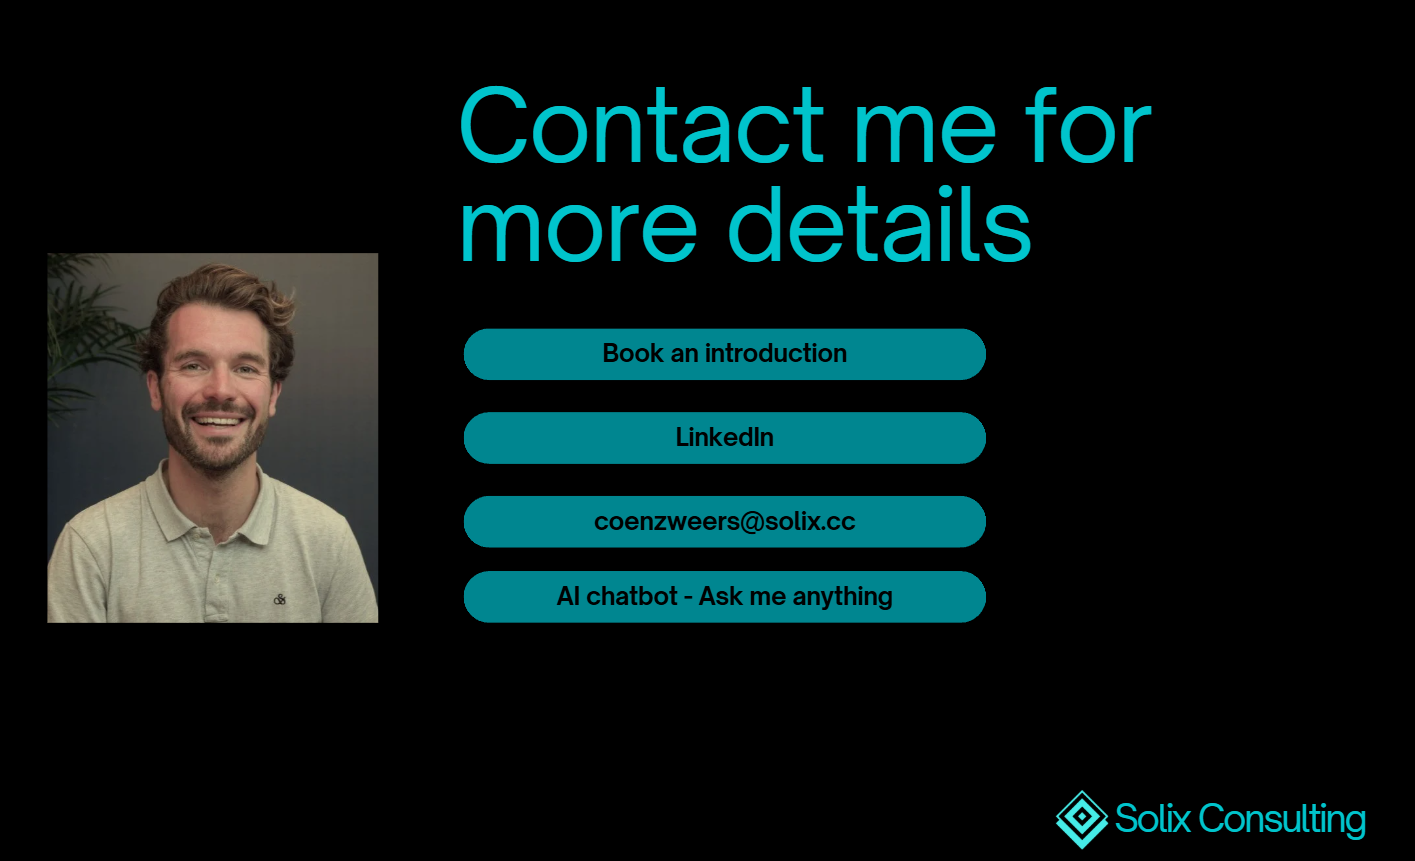 Contact me for
more details
Book an introduction
LinkedIn
coenzweers@solix.cc
AI chatbot - Ask me anything
Solix Consulting